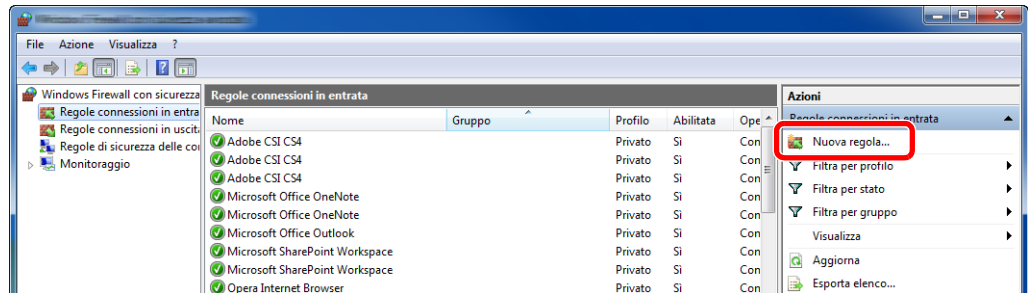 File Azione Visualizza ?
Windows Firewall con sicurezza
Regole connessioni in entra
Regole connessioni in uscit
Regole di sicurezza delle co
Monitoraggio
Regole connessioni in entrata
Nome Gruppo Profilo Abilitata Ope
Adobe CSI CS4 Privato Sì Con
Adobe CSI CS4 Privato Sì Con
Adobe CSI CS4 Privato Sì Con
Microsoft Office OneNote Privato Sì Con
Microsoft Office OneNote Privato Sì Con
Microsoft Office Outlook Privato Sì Con
Microsoft SharePoint Workspace Privato Sì Con
Microsoft SharePoint Workspace Privato Sì Con
Opera Internet Browser Privato Sì Con
Azioni
Regole connessioni in entrata
Nuova regola...
Filtra per profilo
Filtra per stato
Filtra per gruppo
Visualizza
Aggiorna
Esporta elenco...